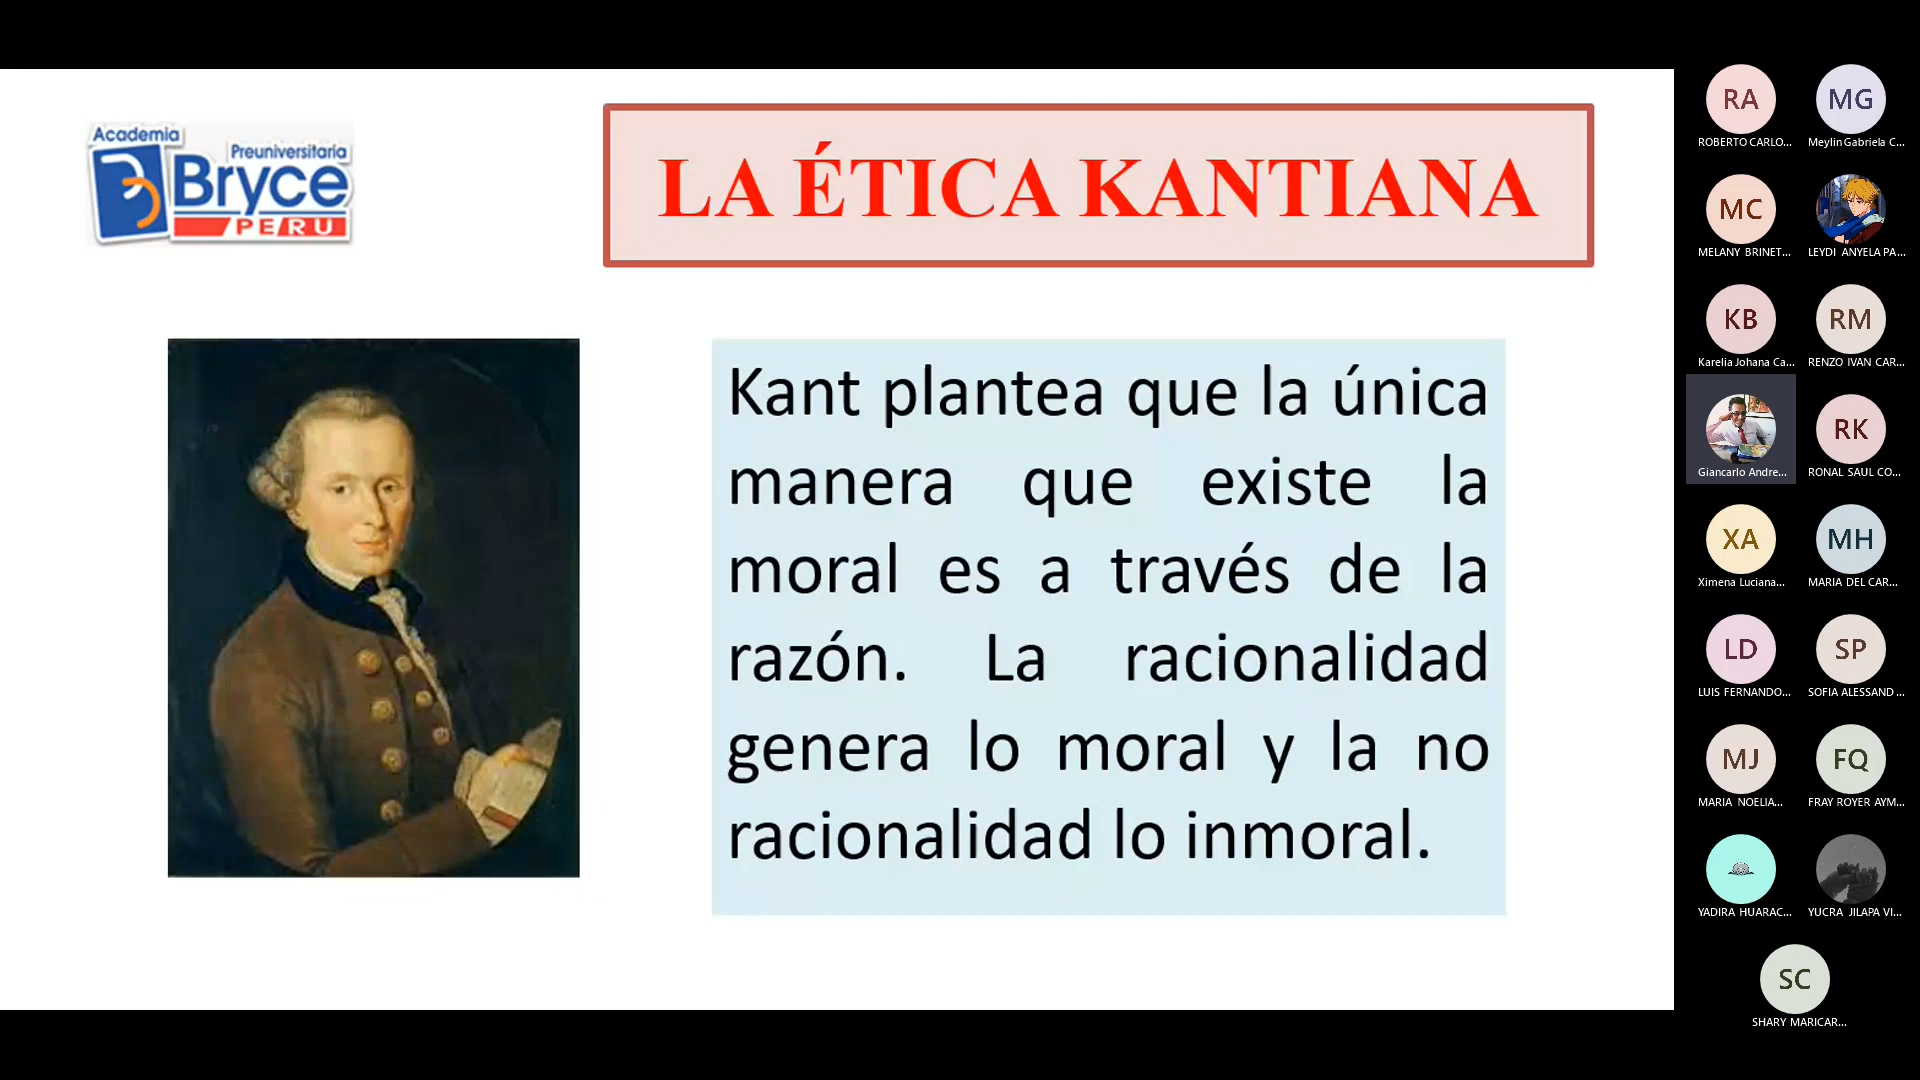 Academia
Preuniversitaria
Bryce
PERU
LA ÉTICA KANTIANA
Kant plantea que la única
manera que existe la
moral es a través de la
razón. La racionalidad
genera lo moral y la no
racionalidad lo inmoral.
RA
MG
ROBERTO CARLO...
Meylin Gabriela C...
MC
MELANY BRINET...
LEYDI ANYELA PA...
KB
RM
Karelia Johana Ca...
RENZO IVAN CAR...
RK
Giancarlo Andre...
RONAL SAUL CO...
XA
MH
Ximena Luciana...
MARIA DEL CAR...
LD
SP
LUIS FERNANDO...
SOFIA ALESSAND...
MJ
FQ
MARIA NOELIA...
FRAY ROYER AYM...
YADIRA HUARAC...
YUCRA JILAPA VI...
SC
SHARY MARICAR...